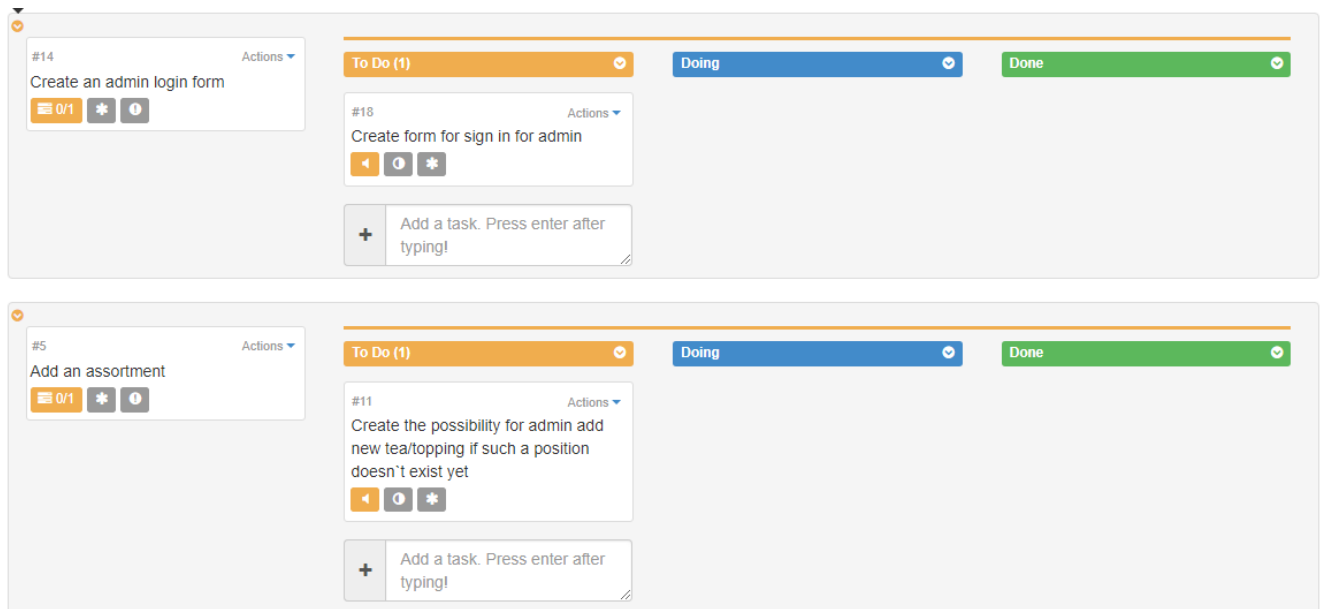 #14 Actions
Create an admin login form
0/1
To Do (1)
Doing
Done
#18 Actions
Create form for sign in for admin
Add a task. Press enter after
typing!
#5 Actions
Add an assortment
0/1
To Do (1)
Doing
Done
#11 Actions
Create the possibility for admin add
new tea/topping if such a position
doesn`t exist yet
Add a task. Press enter after
typing!